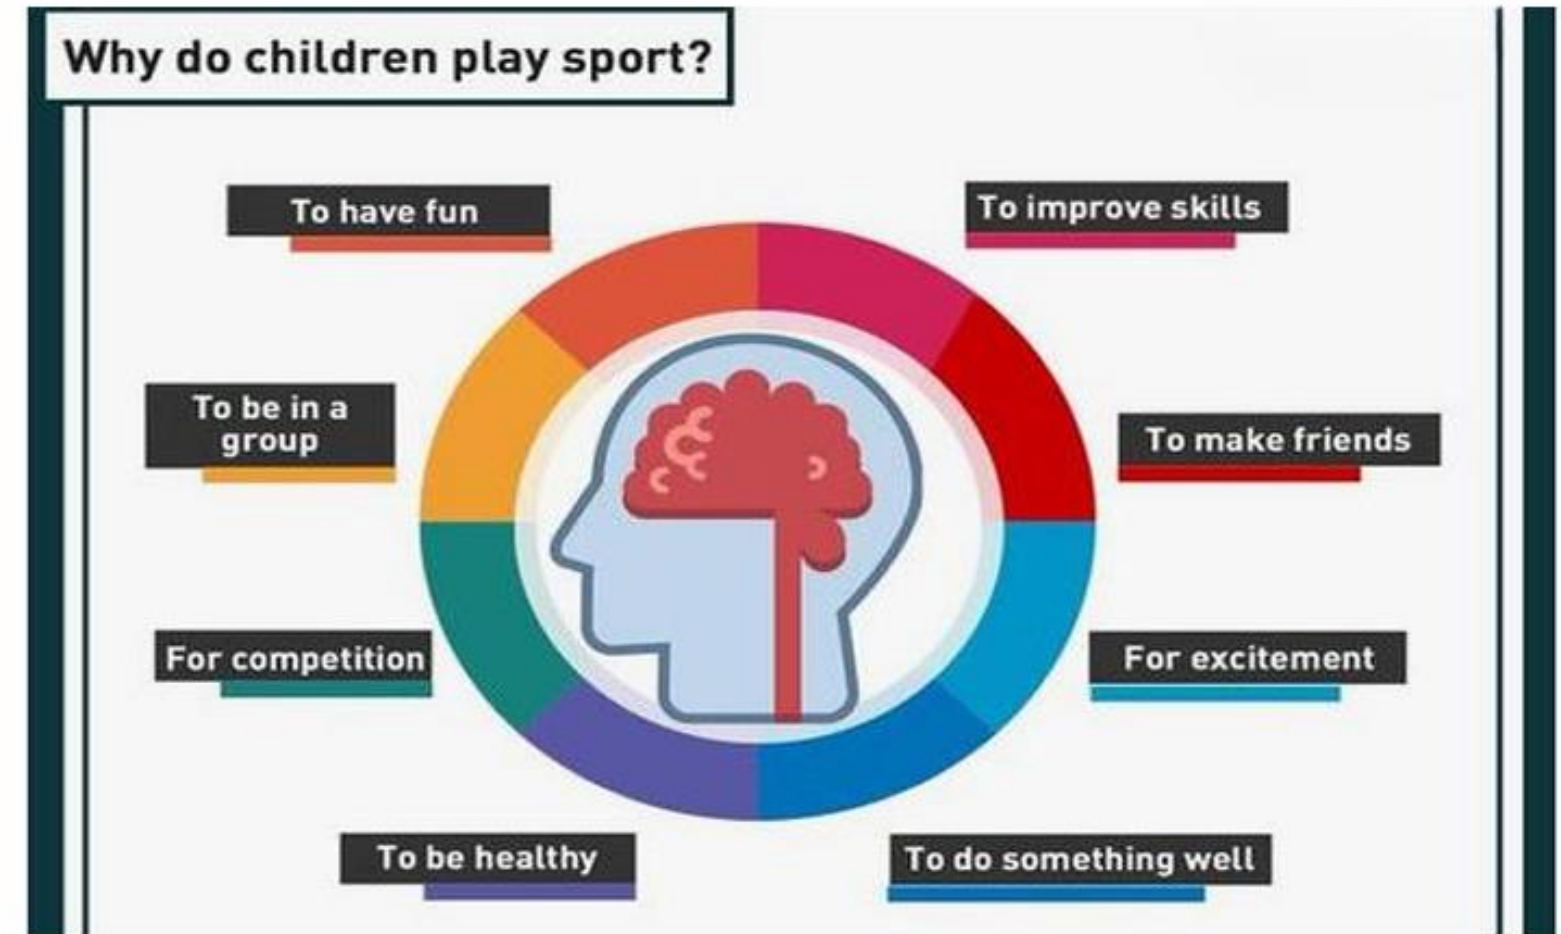 Why do children play sport?
To have fun
To improve skills
To be in a
group
To make friends
For competition
For excitement
To be healthy
To do something well